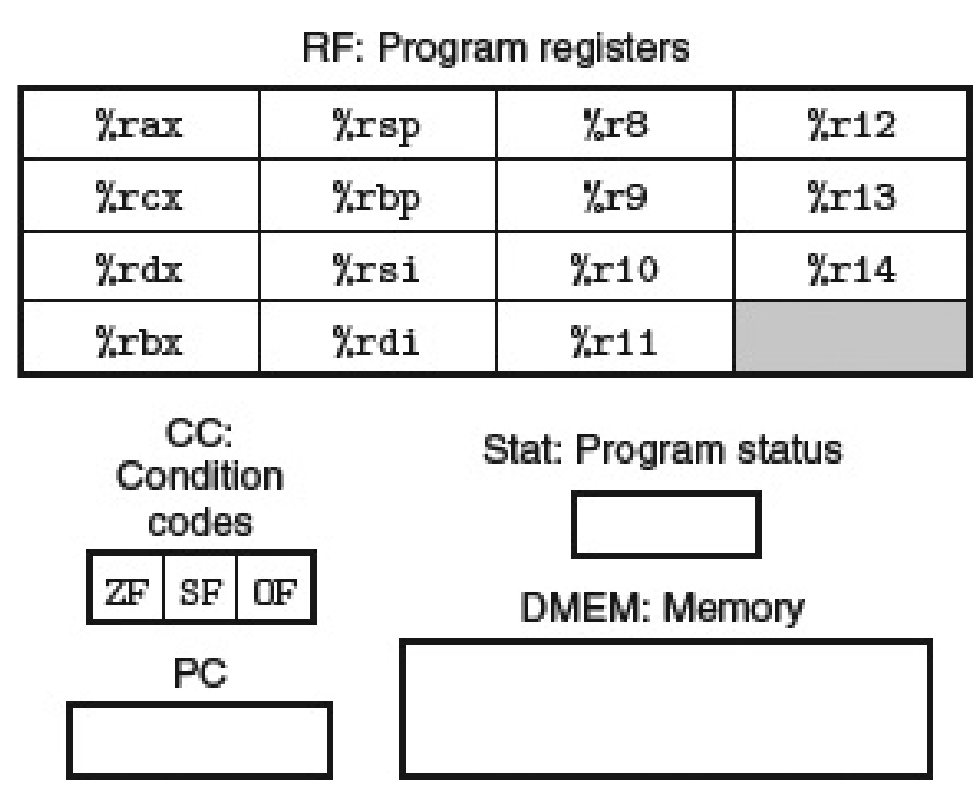 RF: Program registers
%rax %rsp %r8 %r12
%rcx %rbp %r9 %r13
%rdx %rsi %r10 %r14
%rbx %rdi %r11
CC:
Condition
codes
ZF SF OF
Stat: Program status
DMEM: Memory
PC